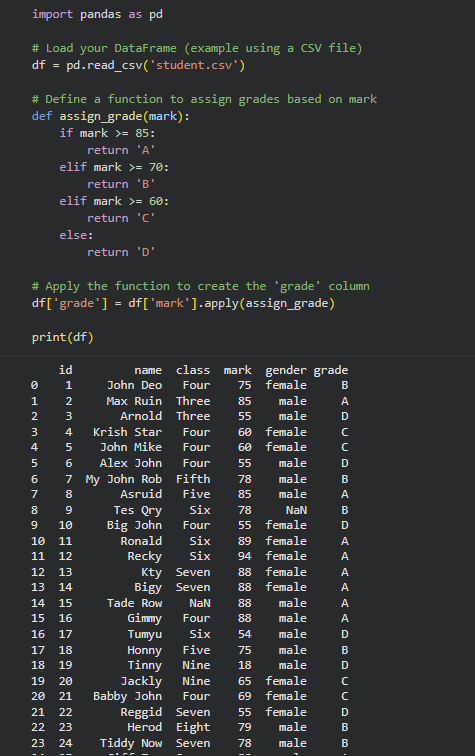 import pandas as pd
# Load your DataFrame (example using a CSV file)
df = pd.read_csv('student.csv')
# Define a function to assign grades based on mark
def assign_grade(mark):
    if mark >= 85:
        return 'A'
    elif mark >= 70:
        return 'B'
    elif mark >= 60:
        return 'C'
    else:
        return 'D'
# Apply the function to create the 'grade' column
df['grade'] = df['mark'].apply(assign_grade)
print(df)
id name class mark gender grade
0 1 John Deo Four 75 female B
1 2 Max Ruin Three 85 male A
2 3 Arnold Three 55 male D
3 4 Krish Star Four 60 female C
4 5 John Mike Four 60 female C
5 6 Alex John Four 55 male D
6 7 My John Rob Fifth 78 male B
7 8 Asruid Five 85 male A
8 9 Tes Qry Six 78 NaN B
9 10 Big John Four 55 female D
10 11 Ronald Six 89 female A
11 12 Recky Six 94 female A
12 13 Kty Seven 88 female A
13 14 Bigy Seven 88 female A
14 15 Tade Row NaN 88 male A
15 16 Gimmy Four 88 male A
16 17 Tumyu Six 54 male D
17 18 Honny Five 75 male B
18 19 Tinny Nine 18 male D
19 20 Jackly Nine 65 female C
20 21 Babby John Four 69 female C
21 22 Reggid Seven 55 female D
22 23 Herod Eight 79 male B
23 24 Tiddy Now Seven 78 male B